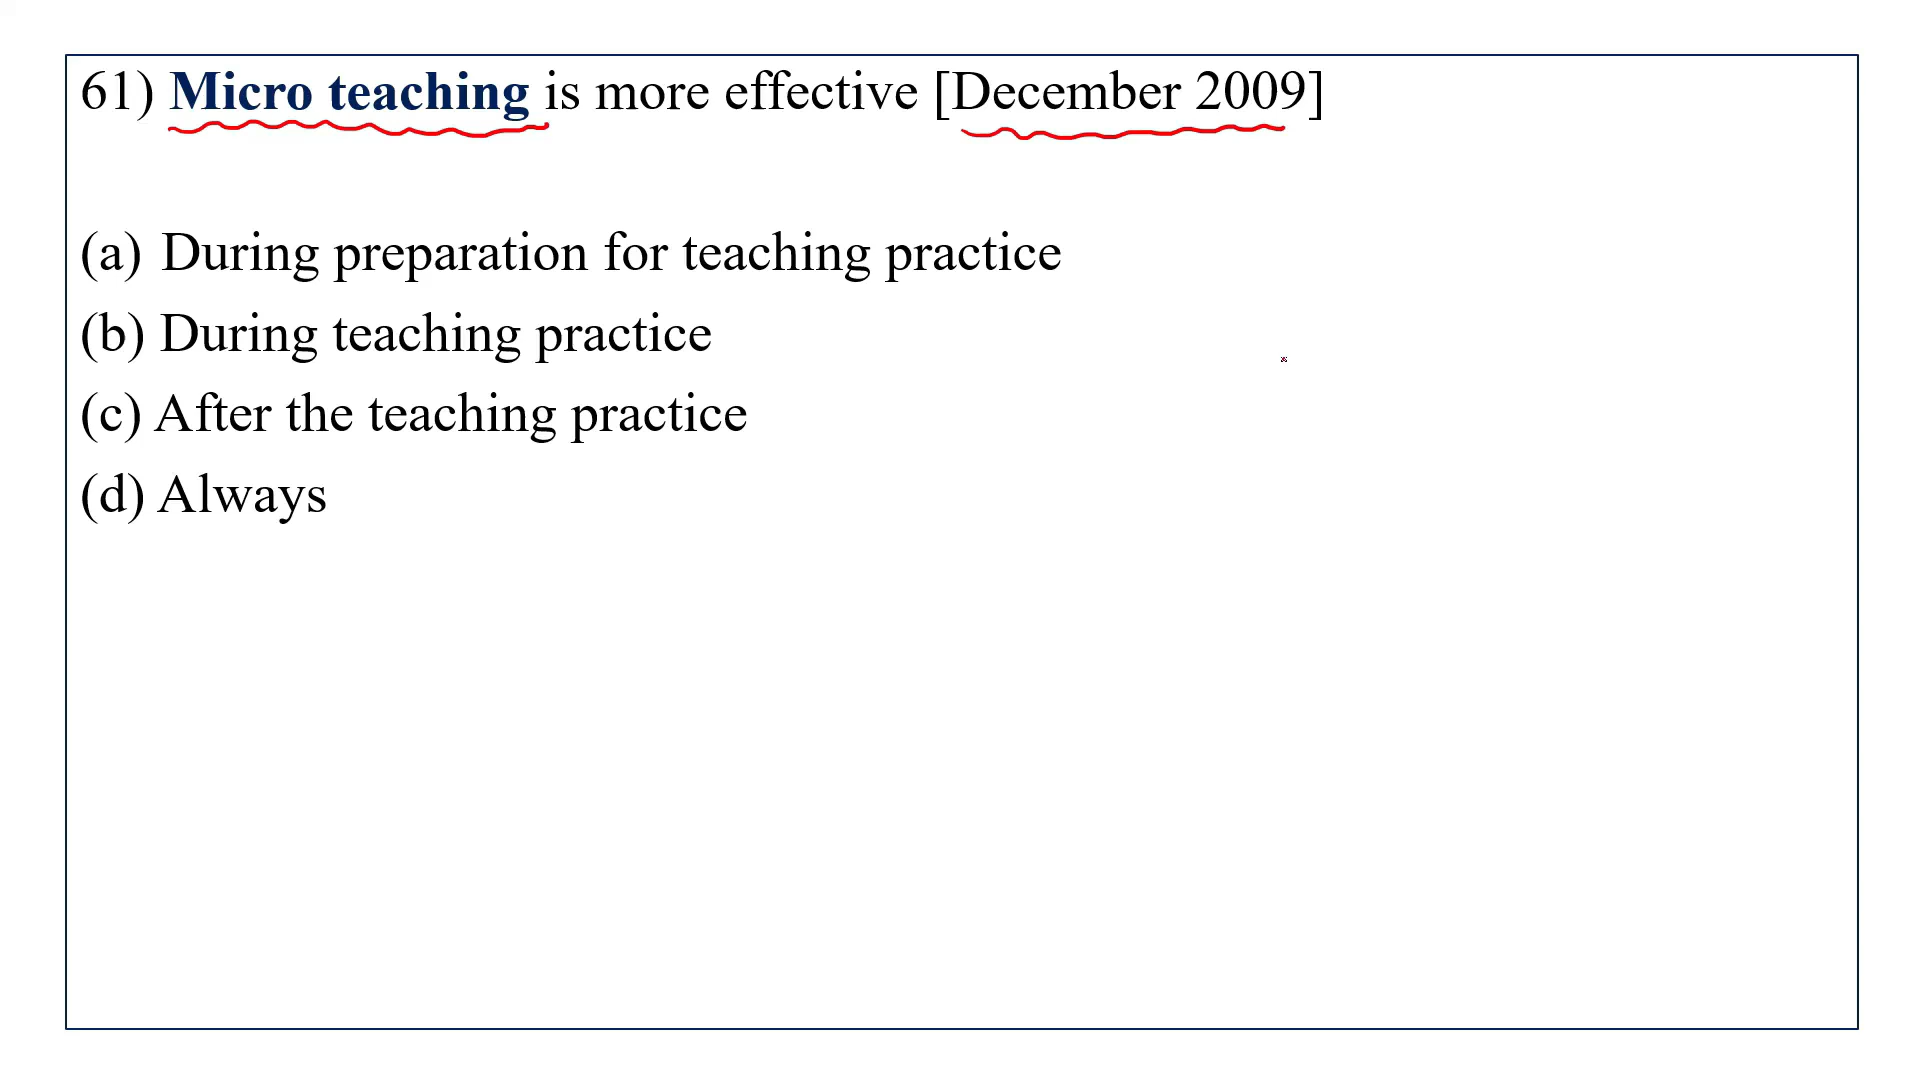 61) Micro teaching is more effective [December 2009]
(a) During preparation for teaching practice
(b) During teaching practice
(c) After the teaching practice
(d) Always